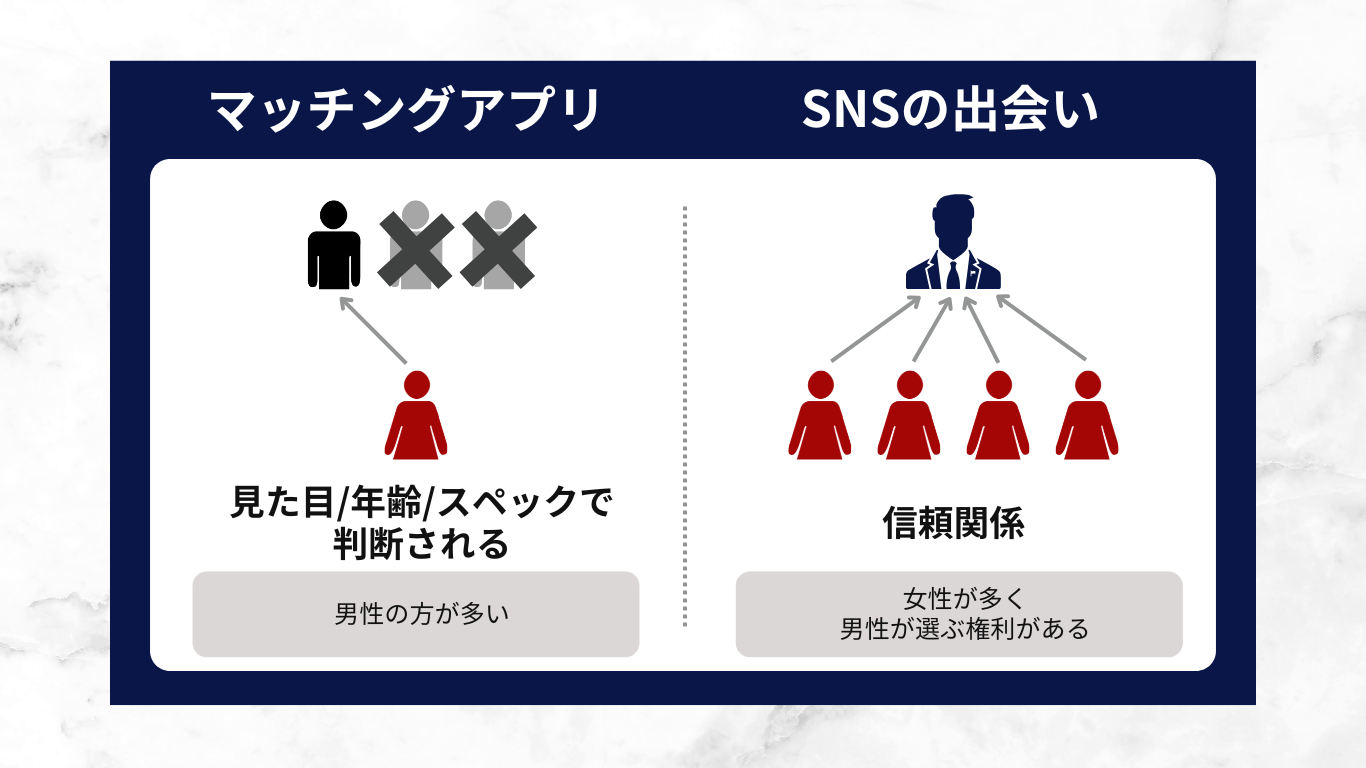 マッチングアプリ
SNSの出会い
見た目/年齢/スペックで
判断される
男性の方が多い
信頼関係
女性が多く
男性が選ぶ権利がある